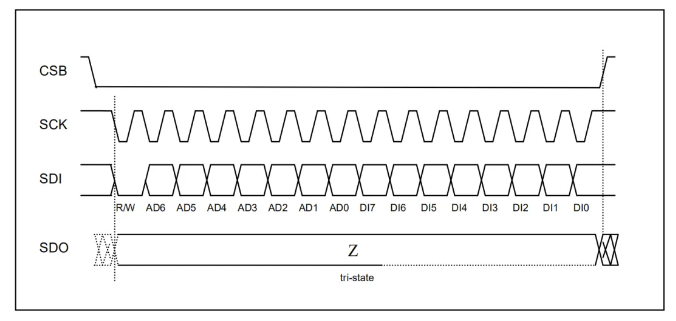 CSB
SCK
SDI
R/W AD6 AD5 AD4 AD3 AD2 AD1 AD0 DI7 DI6 DI5 DI4 DI3 DI2 DI1 DI0
SDO
Z
tri-state